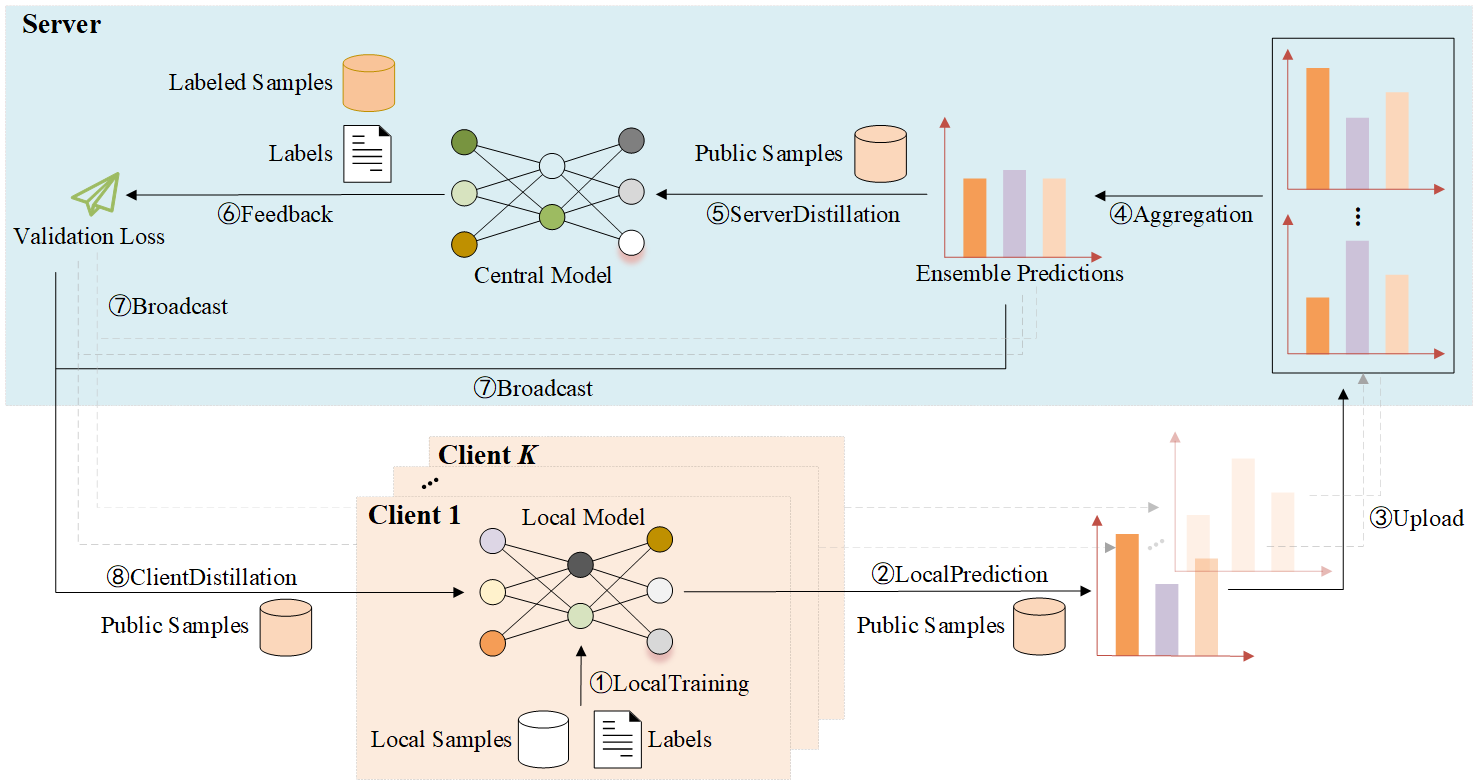 Server
Labeled Samples
Labels
Public Samples
⑥Feedback
⑤ServerDistillation
④Aggregation
Validation Loss
Central Model
Ensemble Predictions
⑦Broadcast
⑦Broadcast
Client K
Client 1
Local Model
③Upload
⑧ClientDistillation
②LocalPrediction
Public Samples
Public Samples
①LocalTraining
Local Samples
Labels